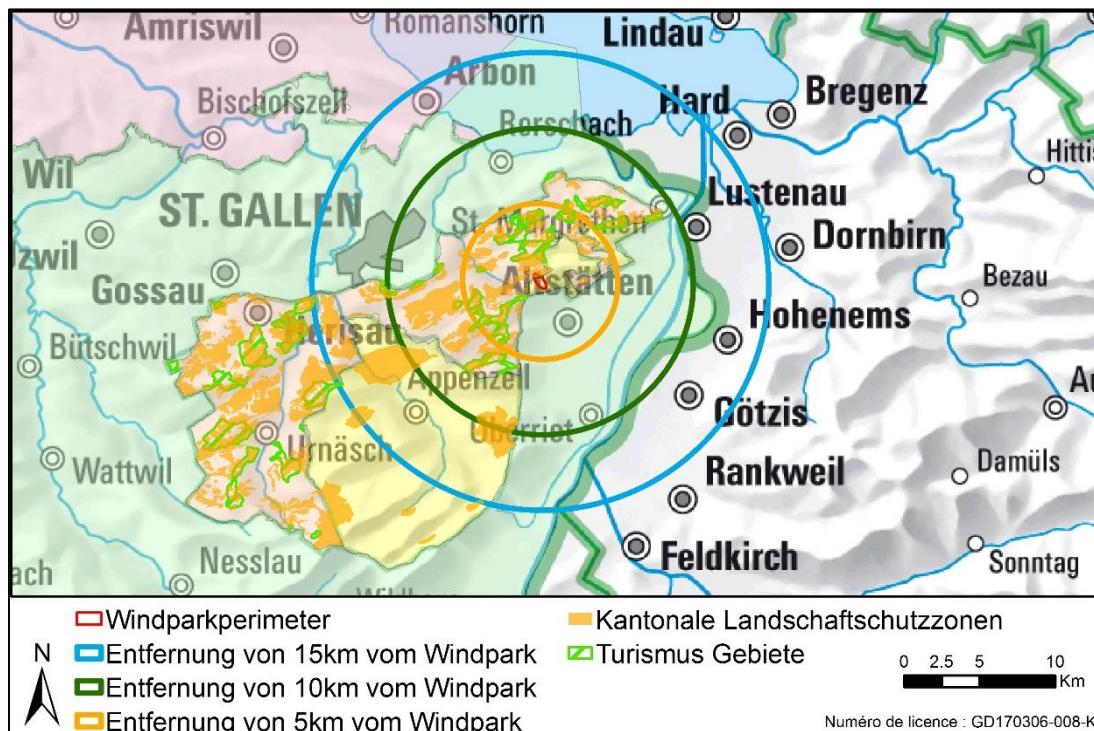 Amriswil
Romanshorn
Lindau
Arbon
Bischofszell
Hard
Bregenz
Rorschach
Hittis
Wil
ST. GALLEN
St. Margrethen
Lustenau
Dornbirn
zwil
Gossau
Altstätten
Bezau
Herisau
Hohenems
Bütschwil
Appenzell
Au
Götzis
Oberriet
Urnäsch
Wattwil
Rankweil
Damüls
Nesslau
Feldkirch
Sonntag
ach
Windparkperimeter
Kantonale Landschaftschutzzonen
N
Entfernung von 15km vom Windpark
Turismus Gebiete
0 2.5 5 10
Km
Entfernung von 10km vom Windpark
Entfernung von 5km vom Windpark
Numéro de licence : GD170306-008-K